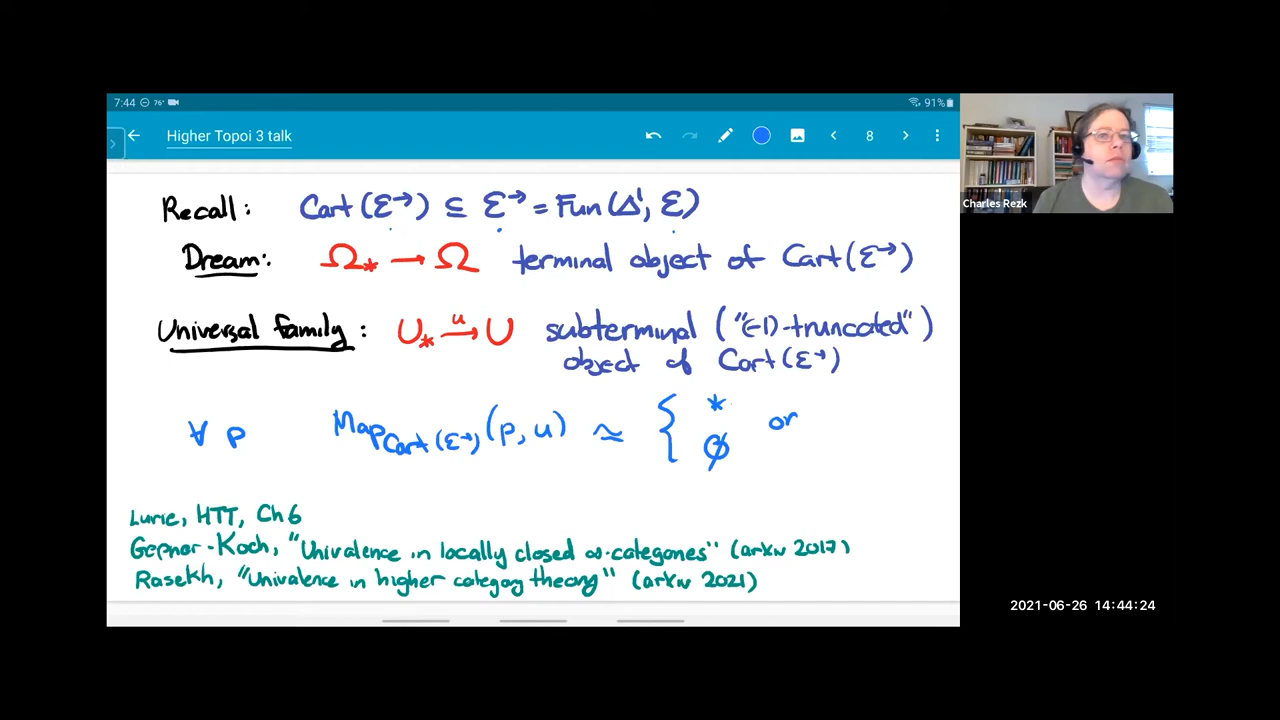 7:44 76° 91%
Higher Topoi 3 talk 8
Recall: Cart(ℰ→) ⊆ ℰ→ = Fun(Δ¹, ℰ)
Dream: Ω* → Ω terminal object of Cart(ℰ→)
Charles Rezk
Universal family: U* —u→ U subterminal ("(-1)-truncated")
object of Cart(ℰ→)
∀ p Map_Cart(ℰ→)(p, u) ≈ { * or
∅
Lurie, HTT, Ch 6
Gepner-Kock, "Univalence in locally closed ∞-categories" (arXiv 2017)
Rasekh, "Univalence in higher category theory" (arXiv 2021)
2021-06-26 14:44:24